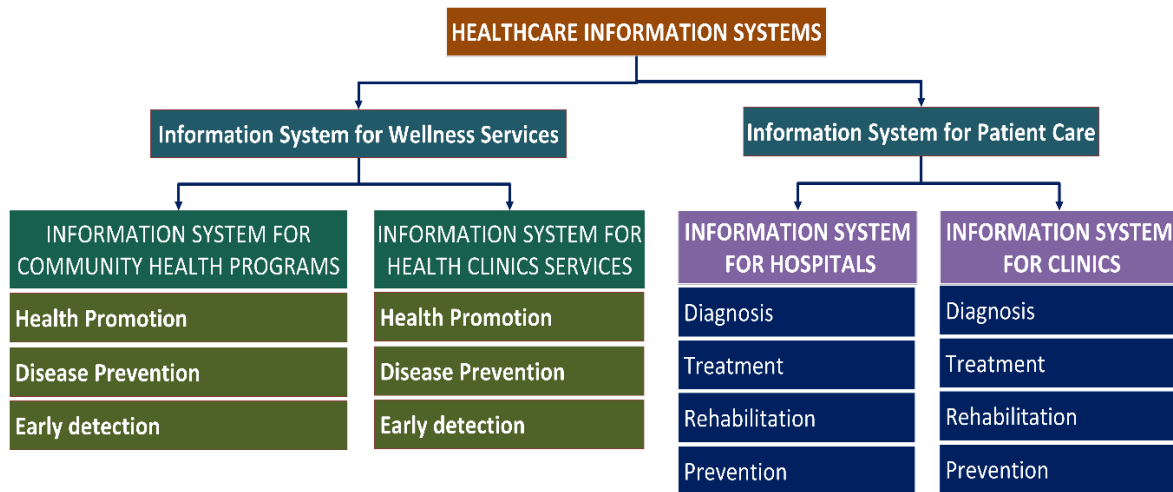 HEALTHCARE INFORMATION SYSTEMS
Information System for Wellness Services
Information System for Patient Care
INFORMATION SYSTEM FOR
COMMUNITY HEALTH PROGRAMS
Health Promotion
Disease Prevention
Early detection
INFORMATION SYSTEM FOR
HEALTH CLINICS SERVICES
Health Promotion
Disease Prevention
Early detection
INFORMATION SYSTEM
FOR HOSPITALS
Diagnosis
Treatment
Rehabilitation
Prevention
INFORMATION SYSTEM
FOR CLINICS
Diagnosis
Treatment
Rehabilitation
Prevention